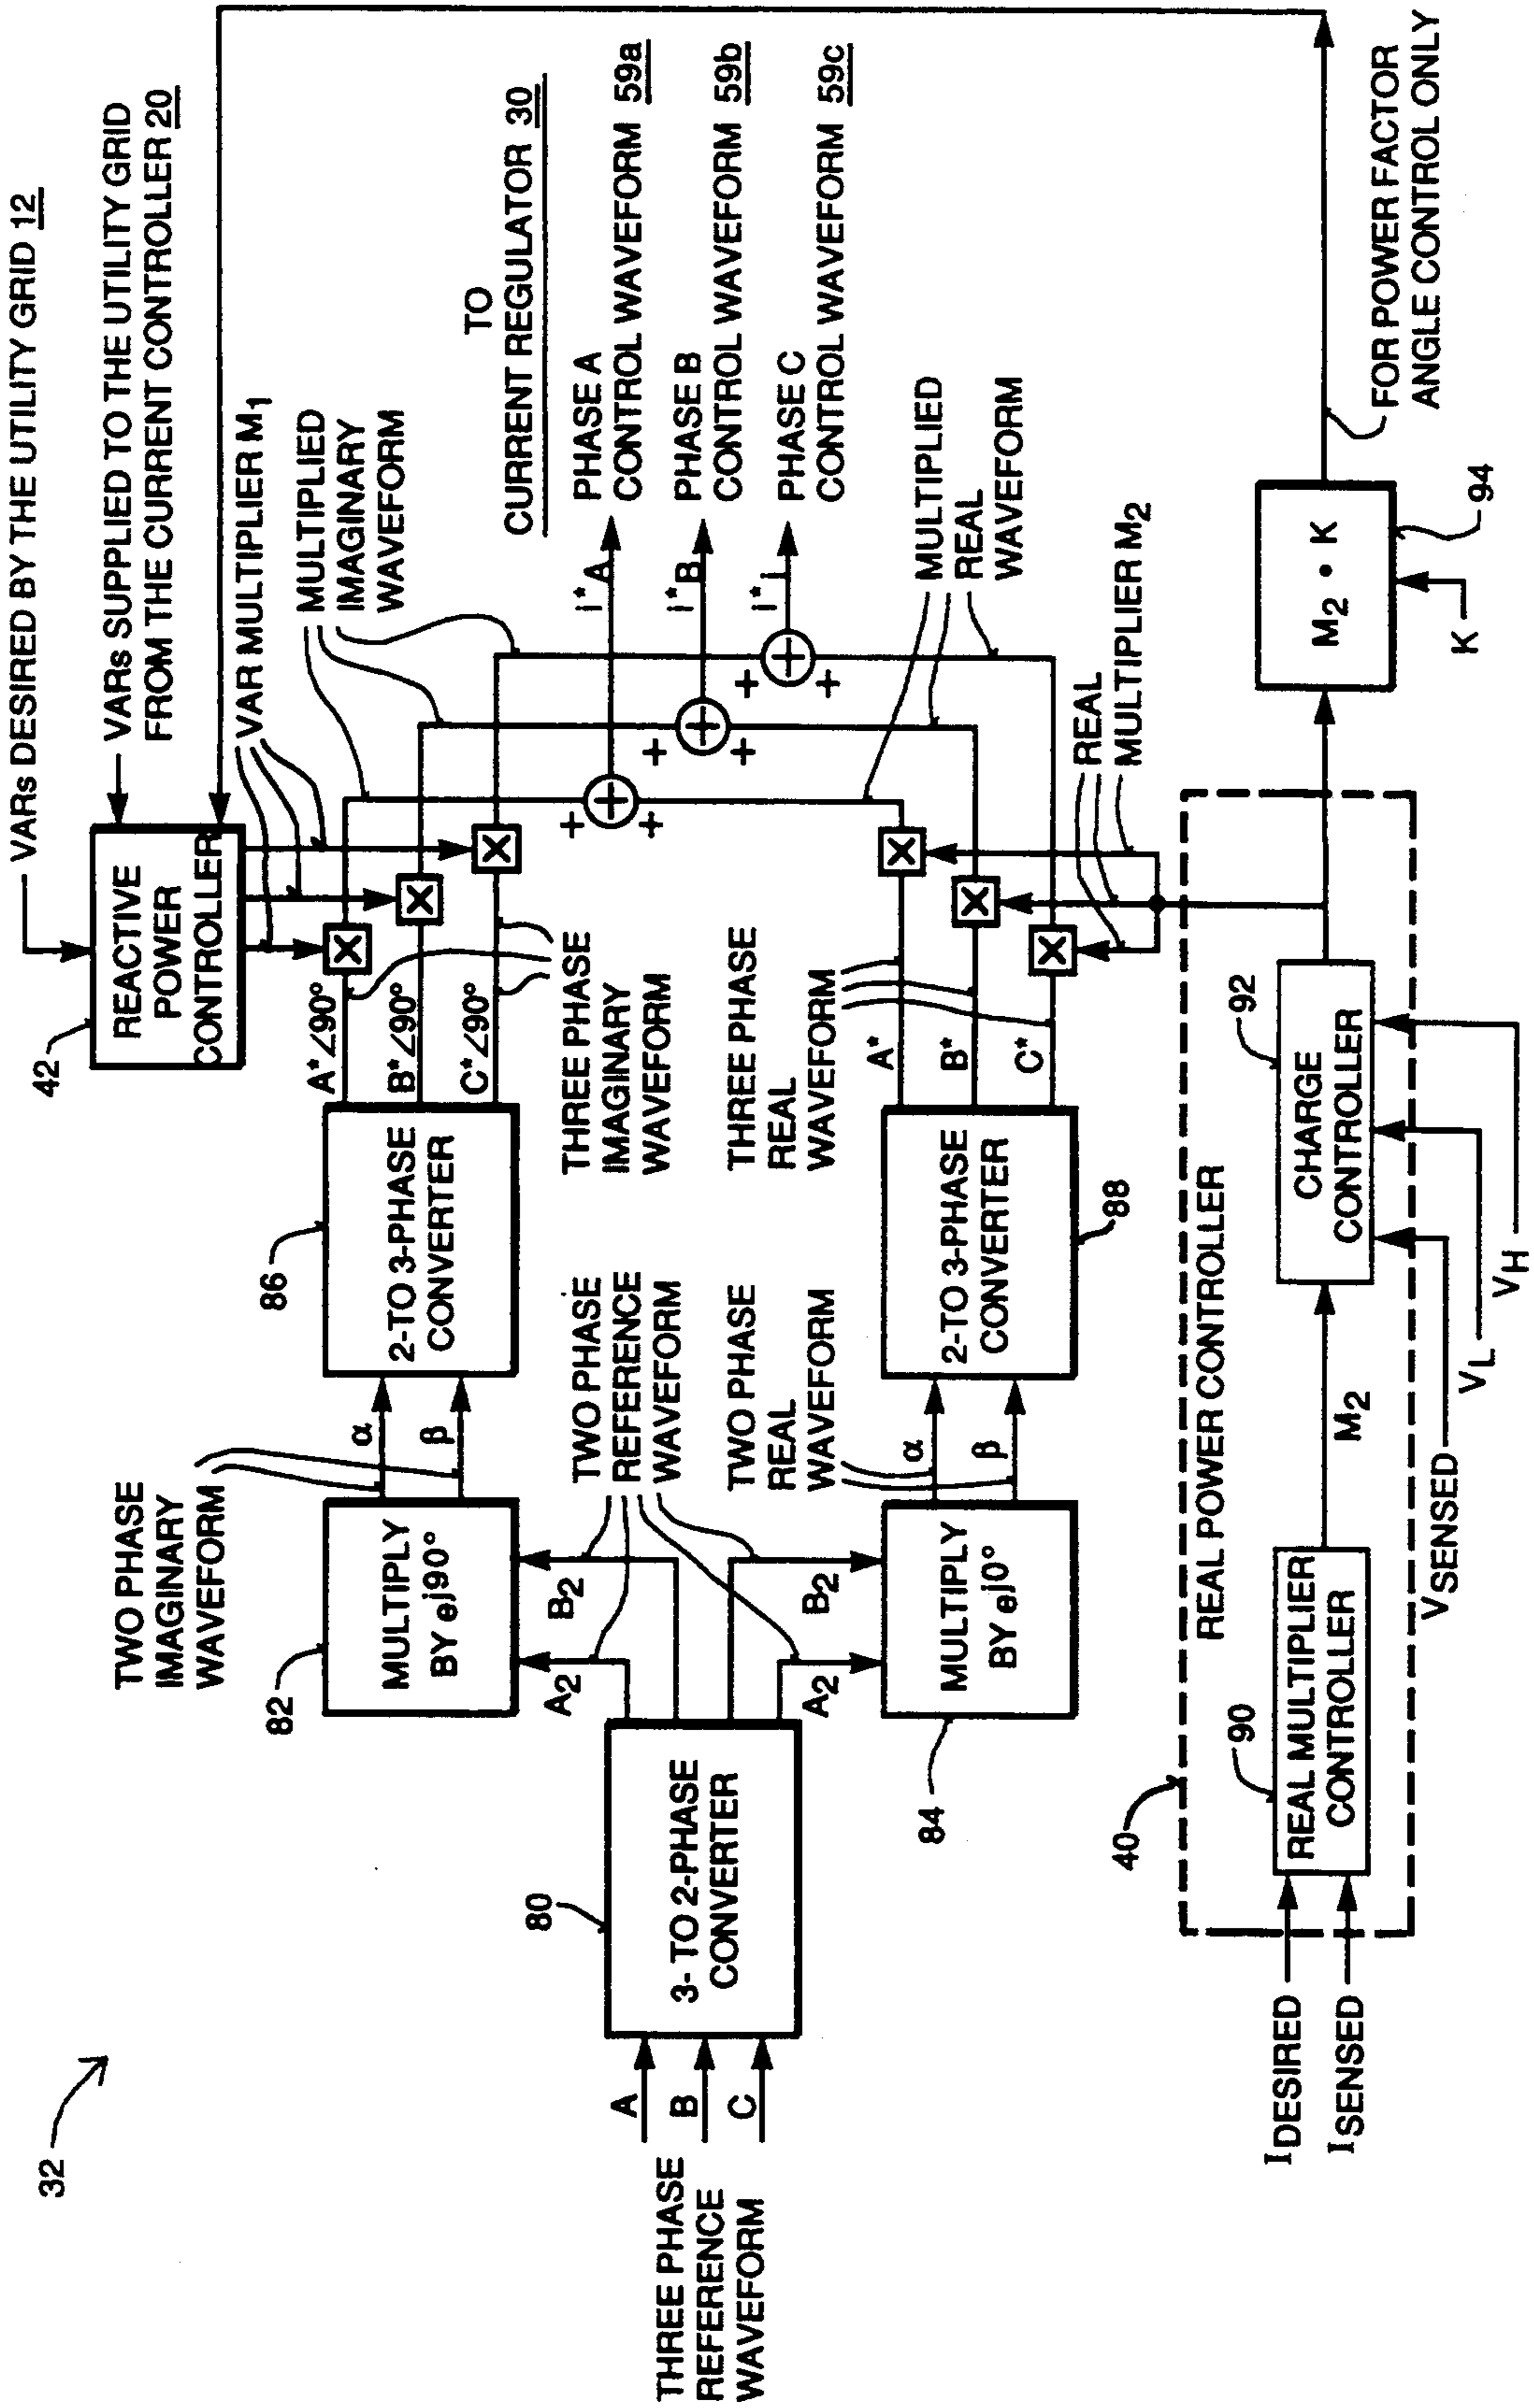 32
VARs DESIRED BY THE UTILITY GRID 12
VARs SUPPLIED TO THE UTILITY GRID
FROM THE CURRENT CONTROLLER 20
VAR MULTIPLIER M1
MULTIPLIED
IMAGINARY
WAVEFORM
42
REACTIVE
POWER
CONTROLLER
TWO PHASE
IMAGINARY
WAVEFORM
82
MULTIPLY
BY ej90°
α
β
86
2-TO 3-PHASE
CONVERTER
A*∠90°
B*∠90°
C*∠90°
X
X
X
THREE PHASE
IMAGINARY
WAVEFORM
TO
CURRENT REGULATOR 30
+
+
+
i*A
PHASE A
CONTROL WAVEFORM 59a
+
+
+
i*B
PHASE B
CONTROL WAVEFORM 59b
+
+
+
i*i
PHASE C
CONTROL WAVEFORM 59c
THREE PHASE
REFERENCE
WAVEFORM
A
B
C
80
3- TO 2-PHASE
CONVERTER
A2
B2
TWO PHASE
REFERENCE
WAVEFORM
A2
B2
84
MULTIPLY
BY ej0°
TWO PHASE
REAL
WAVEFORM
α
β
2-TO 3-PHASE
CONVERTER
88
THREE PHASE
REAL
WAVEFORM
A*
B*
C*
X
X
X
MULTIPLIED
REAL
WAVEFORM
REAL
MULTIPLIER M2
40
REAL POWER CONTROLLER
IDESIRED
ISENSED
90
REAL MULTIPLIER
CONTROLLER
M2
92
CHARGE
CONTROLLER
VSENSED
VL
VH
M2 • K
94
K
FOR POWER FACTOR
ANGLE CONTROL ONLY